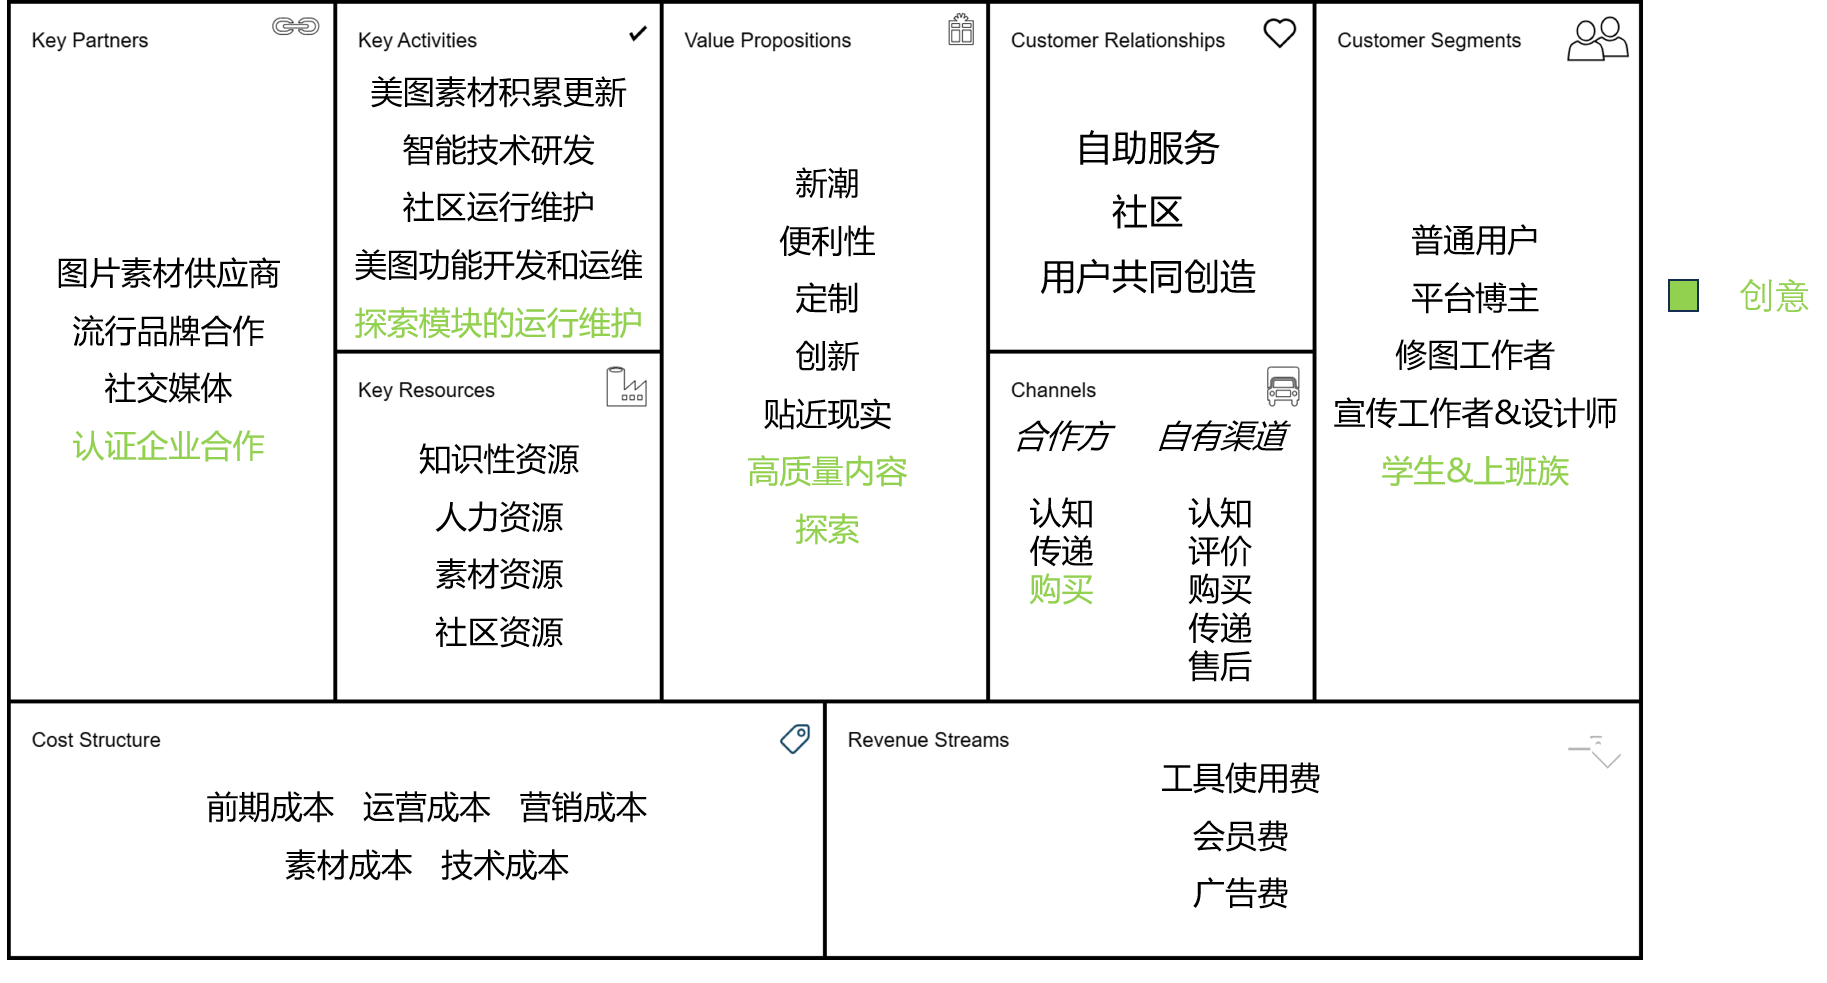 Key Partners
图片素材供应商
流行品牌合作
社交媒体
认证企业合作
Key Activities
美图素材积累更新
智能技术研发
社区运行维护
美图功能开发和运维
探索模块的运行维护
Key Resources
知识性资源
人力资源
素材资源
社区资源
Value Propositions
新潮
便利性
定制
创新
贴近现实
高质量内容
探索
Customer Relationships
自助服务
社区
用户共同创造
Channels
合作方
认知
传递
购买
自有渠道
认知
评价
购买
传递
售后
Customer Segments
普通用户
平台博主
修图工作者
宣传工作者&设计师
学生&上班族
创意
Cost Structure
前期成本 运营成本 营销成本
素材成本 技术成本
Revenue Streams
工具使用费
会员费
广告费